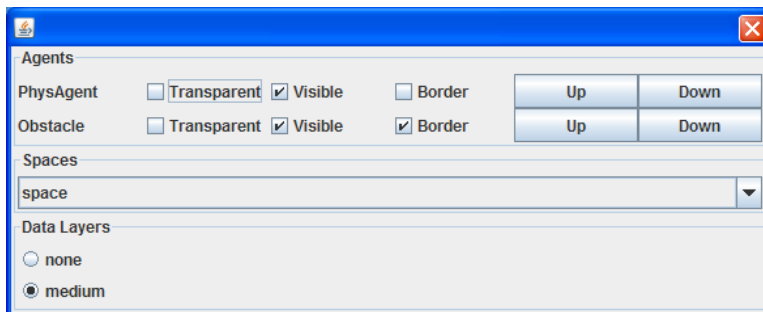 Agents
PhysAgent Transparent Visible Border Up Down
Obstacle Transparent Visible Border Up Down
Spaces
space
Data Layers
none
medium